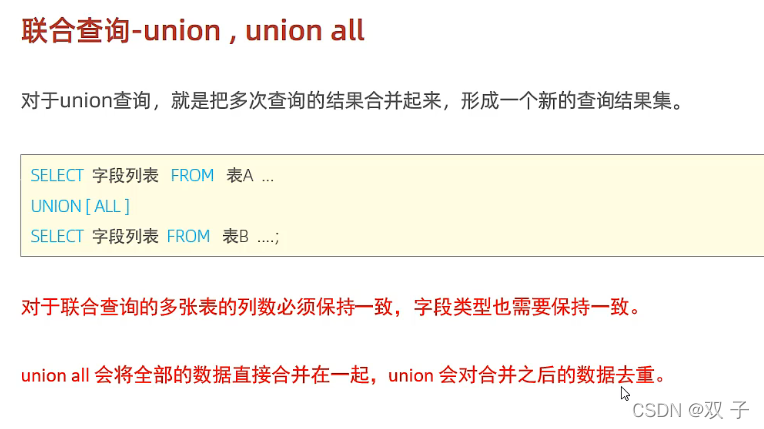 联合查询-union , union all
对于union查询，就是把多次查询的结果合并起来，形成一个新的查询结果集。
SELECT 字段列表 FROM 表A ...
UNION [ ALL ]
SELECT 字段列表 FROM 表B ....;
对于联合查询的多张表的列数必须保持一致，字段类型也需要保持一致。
union all 会将全部的数据直接合并在一起，union 会对合并之后的数据去重。
CSDN @双 子